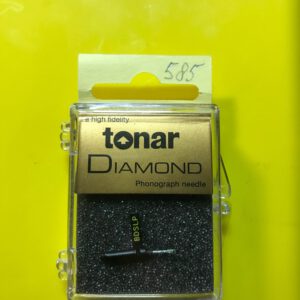 585
a high fidelity
tonar
DIAMOND
Phonograph needle
BDSLP